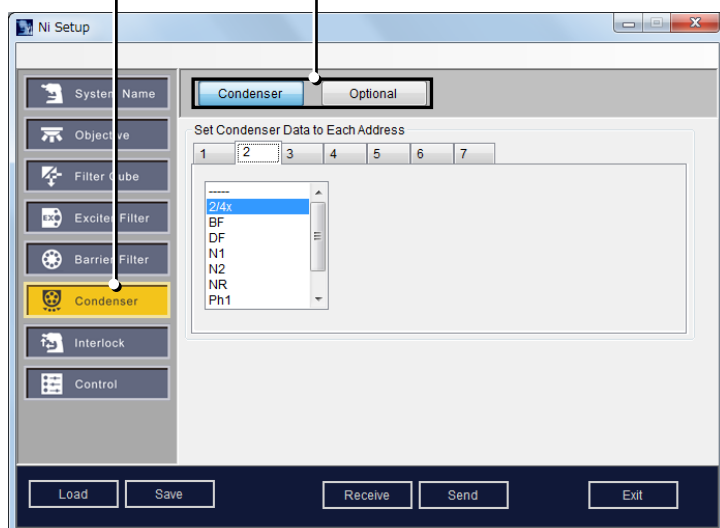 Ni Setup
System Name
Objective
Filter Cube
EXC
Exciter Filter
Barrier Filter
Condenser
Interlock
Control
Condenser Optional
Set Condenser Data to Each Address
1 2 3 4 5 6 7
-----
2/4x
BF
DF
N1
N2
NR
Ph1
Load Save Receive Send Exit